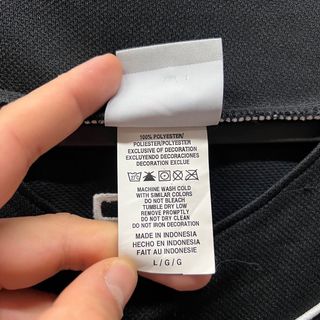 100% POLYESTER/
POLIESTER/POLYESTER
EXCLUSIVE OF DECORATION
EXCLUYENDO DECORACIONES
DECORATION EXCLUE
MACHINE WASH COLD
WITH SIMILAR COLORS
DO NOT BLEACH
TUMBLE DRY LOW
REMOVE PROMPTLY
DO NOT DRY CLEAN
DO NOT IRON DECORATION
MADE IN INDONESIA
HECHO EN INDONESIA
FAIT AU INDONESIE
L/G/G